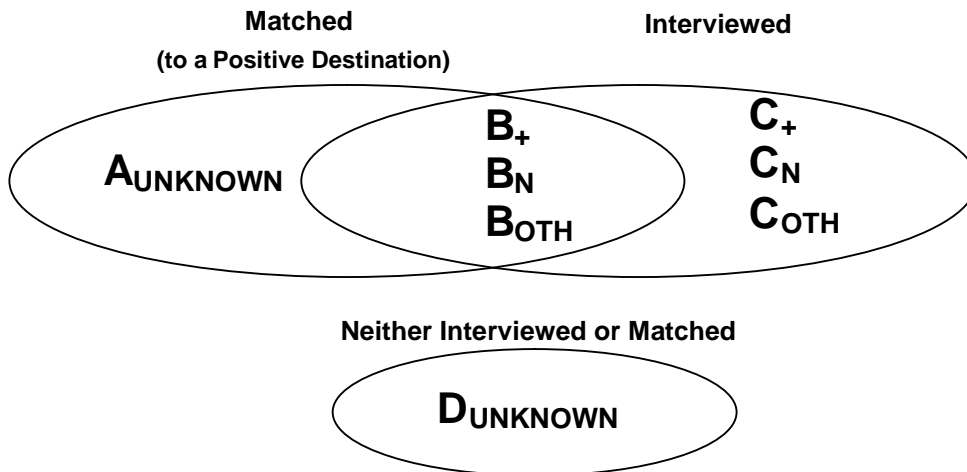 Matched
(to a Positive Destination)
Interviewed
AUNKNOWN
B+
BN
BOTH
C+
CN
COTH
Neither Interviewed or Matched
DUNKNOWN